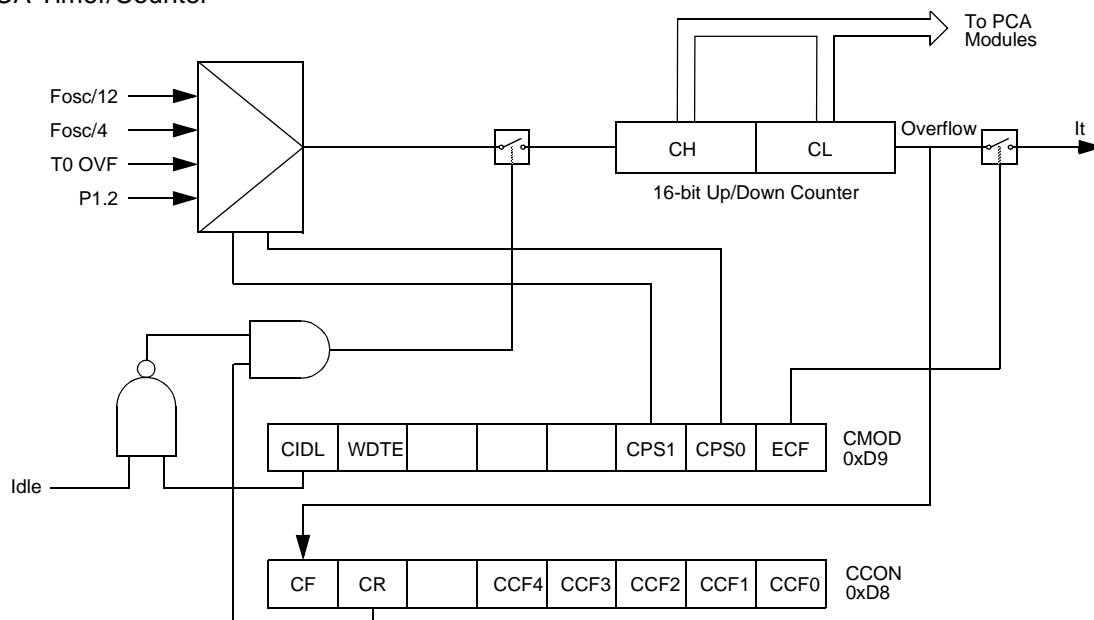 Timer/Counter
To PCA
Modules
Fosc/12
Fosc/4
T0 OVF
P1.2
CH
CL
Overflow
It
16-bit Up/Down Counter
CIDL
WDTE
CPS1
CPS0
ECF
CMOD
0xD9
Idle
CF
CR
CCF4
CCF3
CCF2
CCF1
CCF0
CCON
0xD8